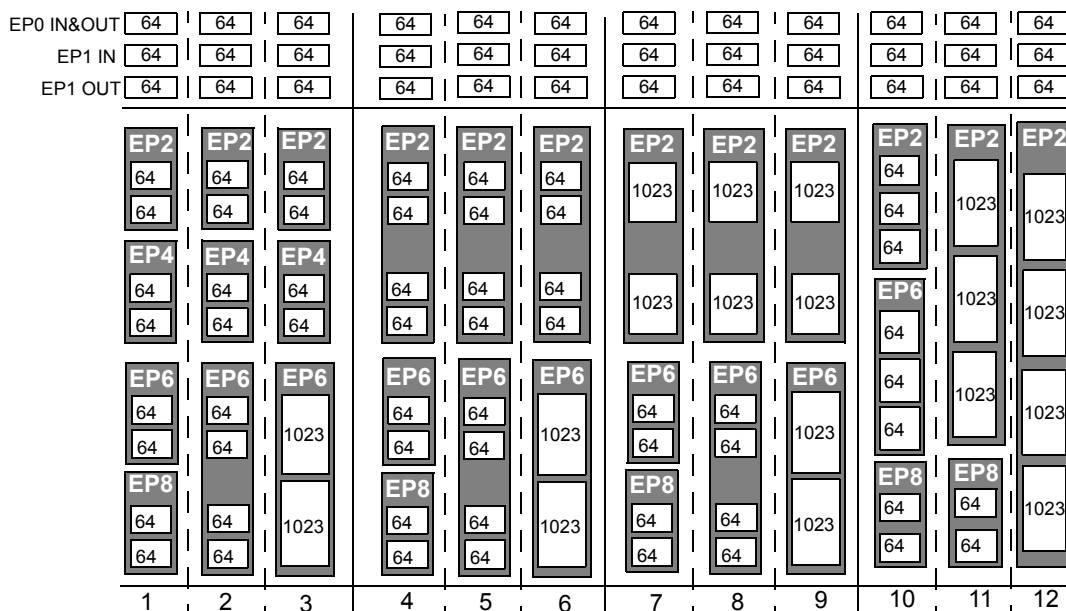 EP0 IN&OUT 64 64 64 64 64 64 64 64 64 64 64 64
EP1 IN 64 64 64 64 64 64 64 64 64 64 64 64
EP1 OUT 64 64 64 64 64 64 64 64 64 64 64 64
EP2 EP2 EP2 EP2 EP2 EP2 EP2 EP2 EP2 EP2 EP2 EP2
64 64 64 64 64 64 1023 1023 1023 64 1023 1023
64 64 64 64 64 64 64
EP4 EP4 EP4 64
64 64 64 64 64 64 1023 1023 1023 EP6 1023 1023
64 64 64 64 64 64 64
EP6 EP6 EP6 EP6 EP6 EP6 EP6 EP6 EP6 64
64 64 1023 64 64 1023 64 64 1023 64 1023 1023
64 64 64 64 64 64
EP8 EP8 EP8 EP8 EP8
64 64 1023 64 64 1023 64 64 1023 64 64 1023
64 64 64 64 64 64 64 64
1 2 3 4 5 6 7 8 9 10 11 12